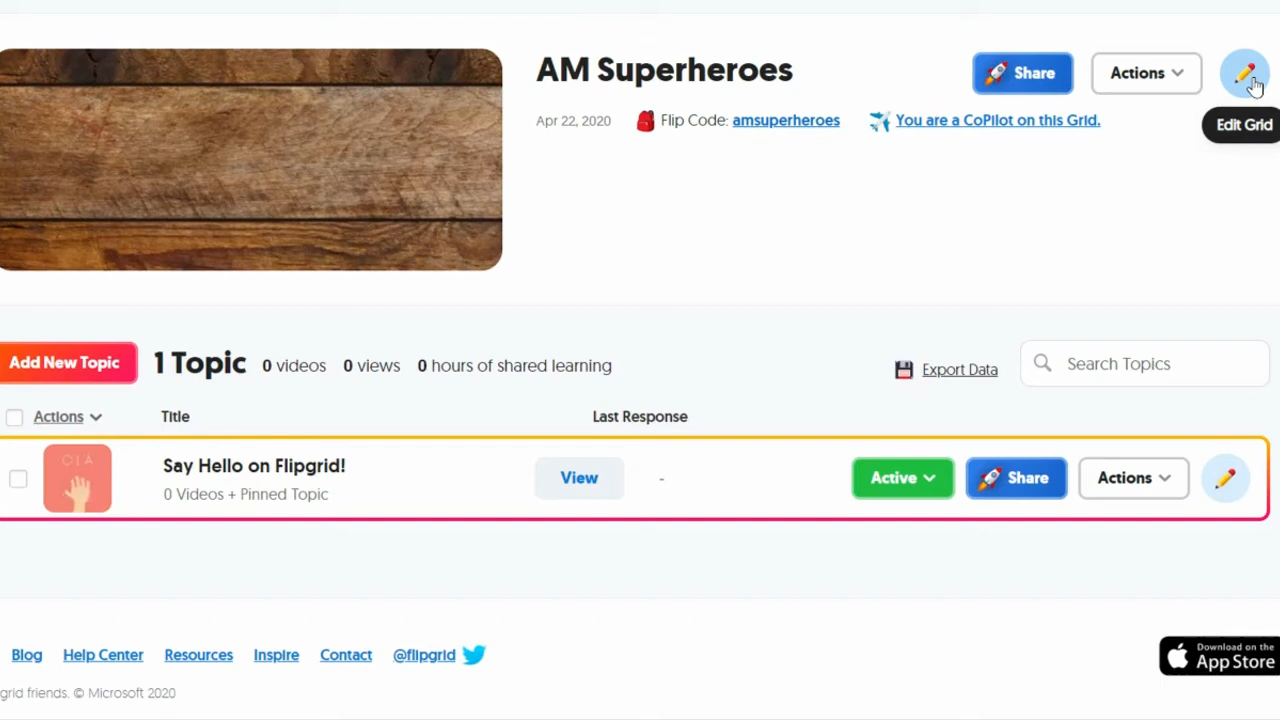 AM Superheroes
Share
Actions
Apr 22, 2020
Flip Code: amsuperheroes
You are a CoPilot on this Grid.
Edit Grid
Add New Topic
1 Topic
0 videos
0 views
0 hours of shared learning
Export Data
Search Topics
Actions
Title
Last Response
OLÁ
Say Hello on Flipgrid!
0 Videos + Pinned Topic
View
-
Active
Share
Actions
Blog
Help Center
Resources
Inspire
Contact
@flipgrid
Download on the
App Store
grid friends. © Microsoft 2020